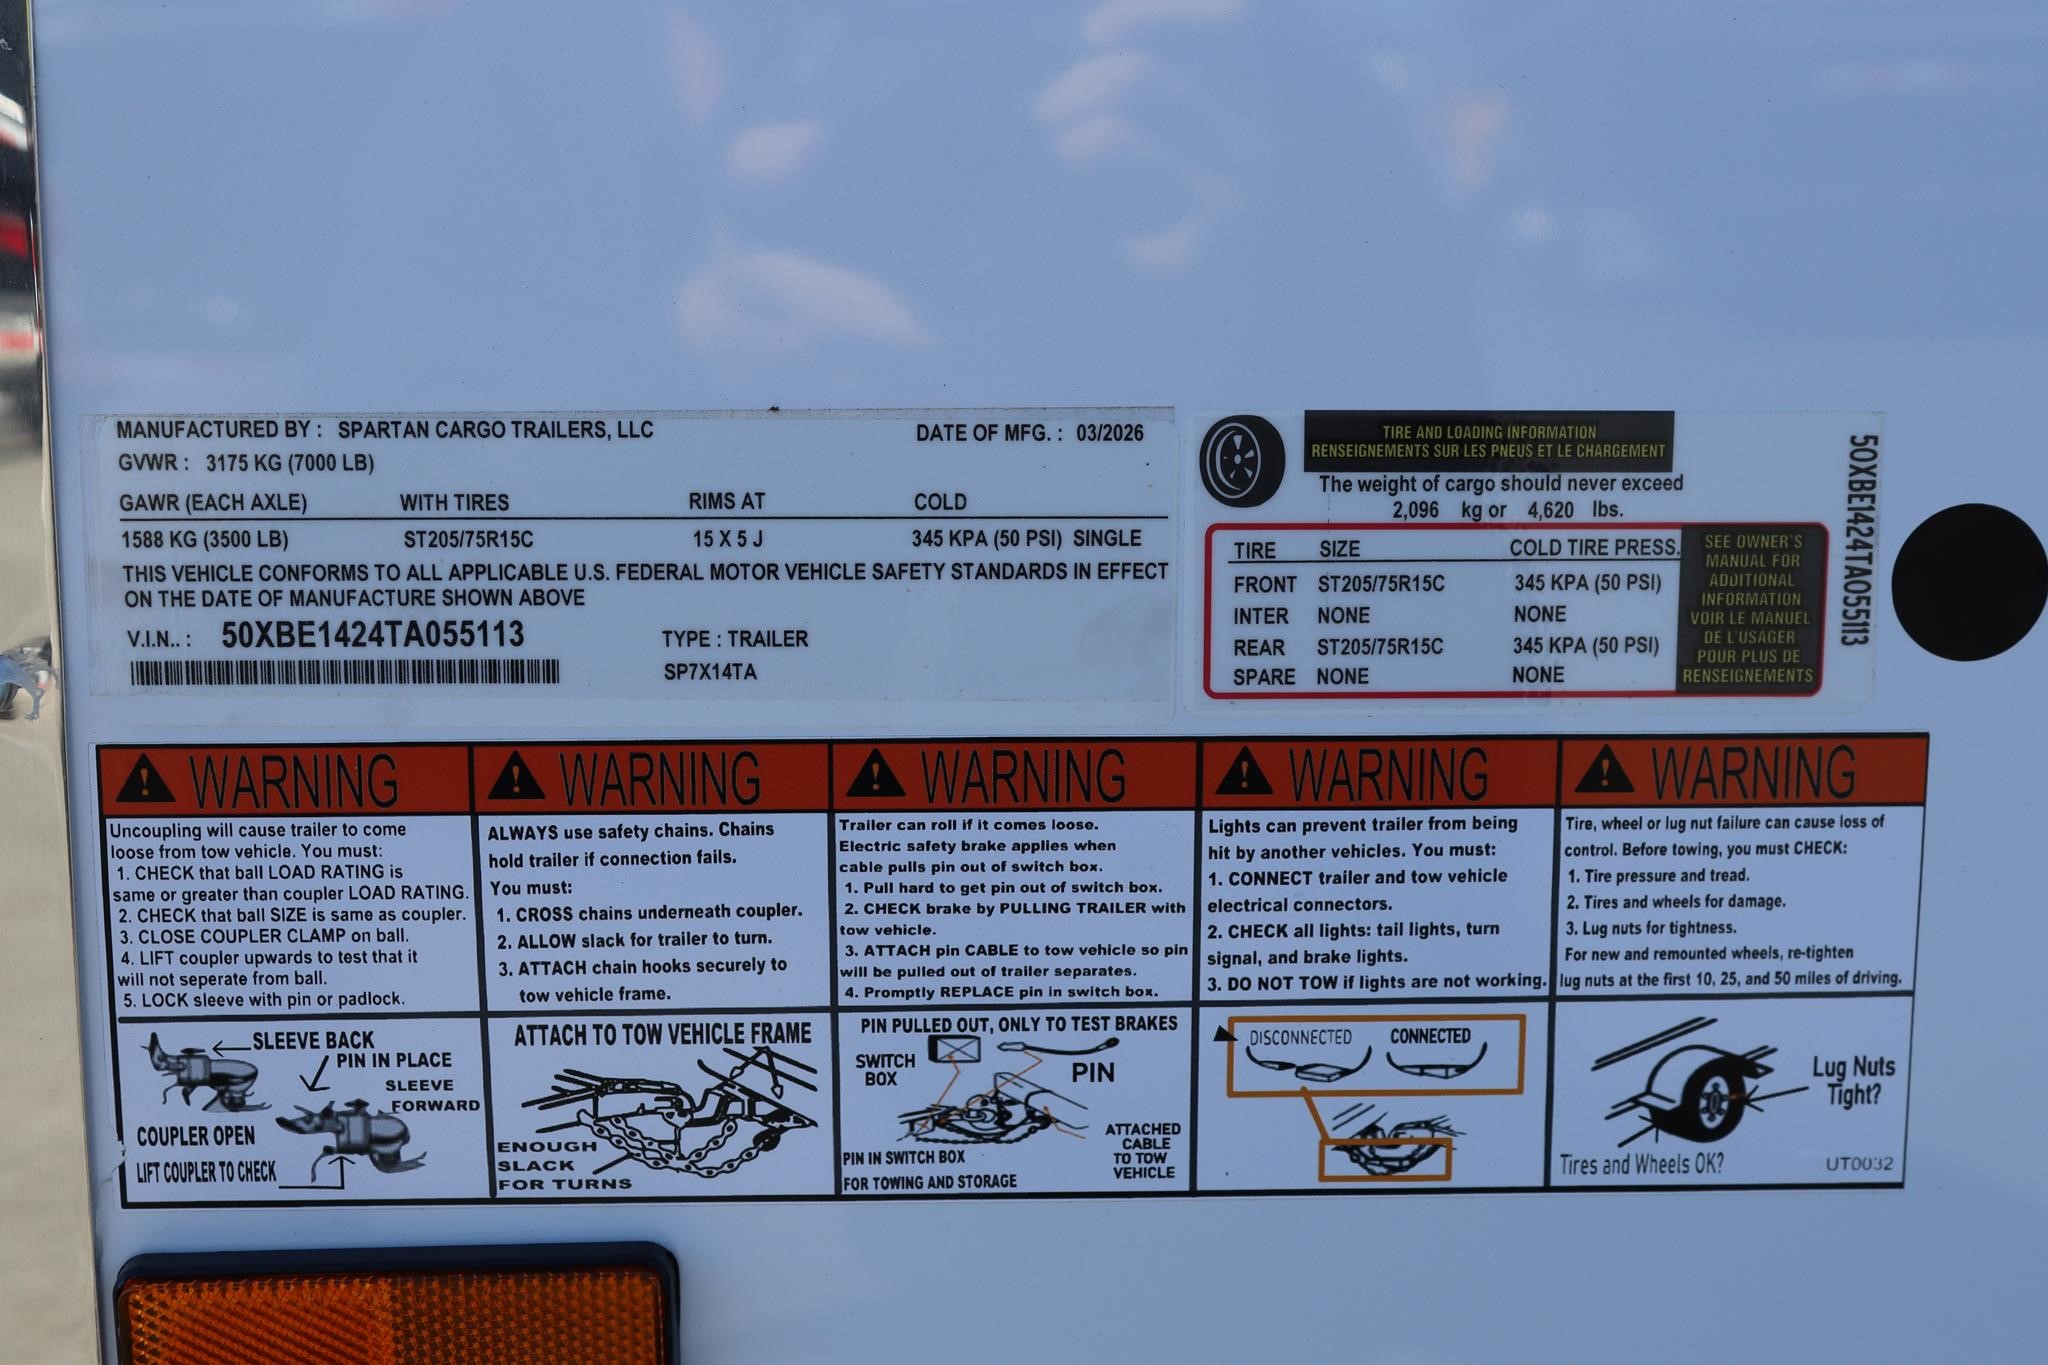 MANUFACTURED BY : SPARTAN CARGO TRAILERS, LLC DATE OF MFG. : 03/2026
GVWR : 3175 KG (7000 LB)
GAWR (EACH AXLE) WITH TIRES RIMS AT COLD
1588 KG (3500 LB) ST205/75R15C 15 X 5 J 345 KPA (50 PSI) SINGLE
THIS VEHICLE CONFORMS TO ALL APPLICABLE U.S. FEDERAL MOTOR VEHICLE SAFETY STANDARDS IN EFFECT
ON THE DATE OF MANUFACTURE SHOWN ABOVE
V.I.N.. : 50XBE1424TA055113 TYPE : TRAILER
SP7X14TA
TIRE AND LOADING INFORMATION
RENSEIGNEMENTS SUR LES PNEUS ET LE CHARGEMENT
The weight of cargo should never exceed
2,096 kg or 4,620 lbs.
TIRE SIZE COLD TIRE PRESS.
FRONT ST205/75R15C 345 KPA (50 PSI)
INTER NONE NONE
REAR ST205/75R15C 345 KPA (50 PSI)
SPARE NONE NONE
SEE OWNER'S
MANUAL FOR
ADDITIONAL
INFORMATION
VOIR LE MANUEL
DE L'USAGER
POUR PLUS DE
RENSEIGNEMENTS
50XBE1424TA055113
WARNING
Uncoupling will cause trailer to come
loose from tow vehicle. You must:
1. CHECK that ball LOAD RATING is
same or greater than coupler LOAD RATING.
2. CHECK that ball SIZE is same as coupler.
3. CLOSE COUPLER CLAMP on ball.
4. LIFT coupler upwards to test that it
will not seperate from ball.
5. LOCK sleeve with pin or padlock.
SLEEVE BACK
PIN IN PLACE
SLEEVE
FORWARD
COUPLER OPEN
LIFT COUPLER TO CHECK
WARNING
ALWAYS use safety chains. Chains
hold trailer if connection fails.
You must:
1. CROSS chains underneath coupler.
2. ALLOW slack for trailer to turn.
3. ATTACH chain hooks securely to
tow vehicle frame.
ATTACH TO TOW VEHICLE FRAME
ENOUGH
SLACK
FOR TURNS
WARNING
Trailer can roll if it comes loose.
Electric safety brake applies when
cable pulls pin out of switch box.
1. Pull hard to get pin out of switch box.
2. CHECK brake by PULLING TRAILER with
tow vehicle.
3. ATTACH pin CABLE to tow vehicle so pin
will be pulled out of trailer separates.
4. Promptly REPLACE pin in switch box.
PIN PULLED OUT, ONLY TO TEST BRAKES
SWITCH
BOX
PIN
ATTACHED
CABLE
TO TOW
VEHICLE
PIN IN SWITCH BOX
FOR TOWING AND STORAGE
WARNING
Lights can prevent trailer from being
hit by another vehicles. You must:
1. CONNECT trailer and tow vehicle
electrical connectors.
2. CHECK all lights: tail lights, turn
signal, and brake lights.
3. DO NOT TOW if lights are not working.
DISCONNECTED CONNECTED
WARNING
Tire, wheel or lug nut failure can cause loss of
control. Before towing, you must CHECK:
1. Tire pressure and tread.
2. Tires and wheels for damage.
3. Lug nuts for tightness.
For new and remounted wheels, re-tighten
lug nuts at the first 10, 25, and 50 miles of driving.
Lug Nuts
Tight?
Tires and Wheels OK?
UT0032